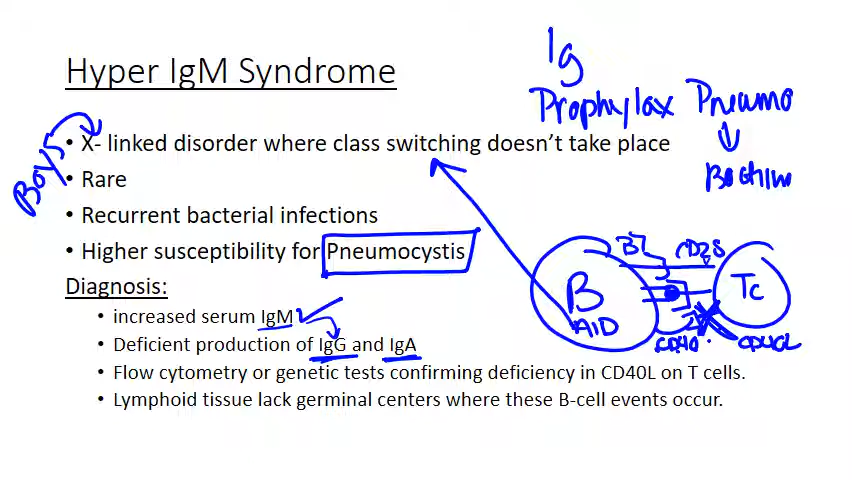 Hyper IgM Syndrome
Ig
Prophylax Pneumo
Boys
• X- linked disorder where class switching doesn't take place
• Rare
• Recurrent bacterial infections
• Higher susceptibility for Pneumocystis
Diagnosis:
• increased serum IgM
• Deficient production of IgG and IgA
• Flow cytometry or genetic tests confirming deficiency in CD40L on T cells.
• Lymphoid tissue lack germinal centers where these B-cell events occur.
B7 CD28
B
AID
Tc
CD40 CD40L